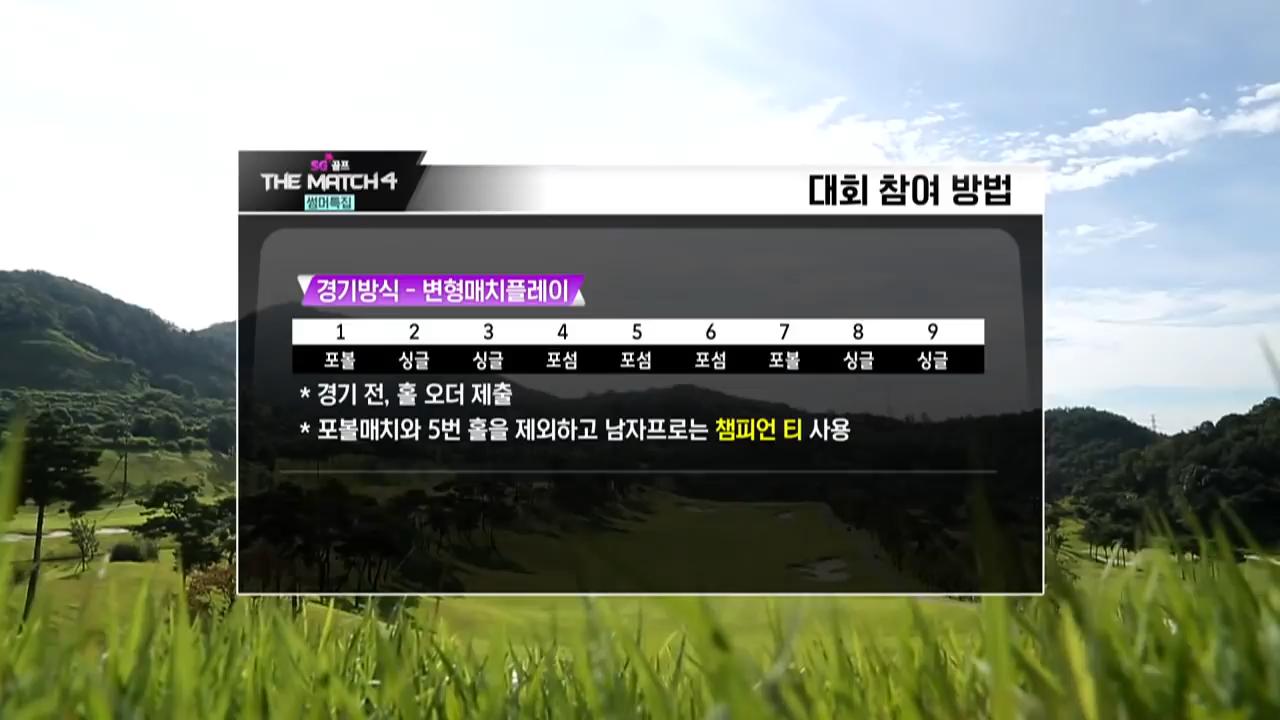 SG 골프
THE MATCH 4
썸머특집
대회 참여 방법
경기방식 - 변형매치플레이
1 2 3 4 5 6 7 8 9
포볼 싱글 싱글 포섬 포섬 포섬 포볼 싱글 싱글
* 경기 전, 홀 오더 제출
* 포볼매치와 5번 홀을 제외하고 남자프로는 챔피언 티 사용